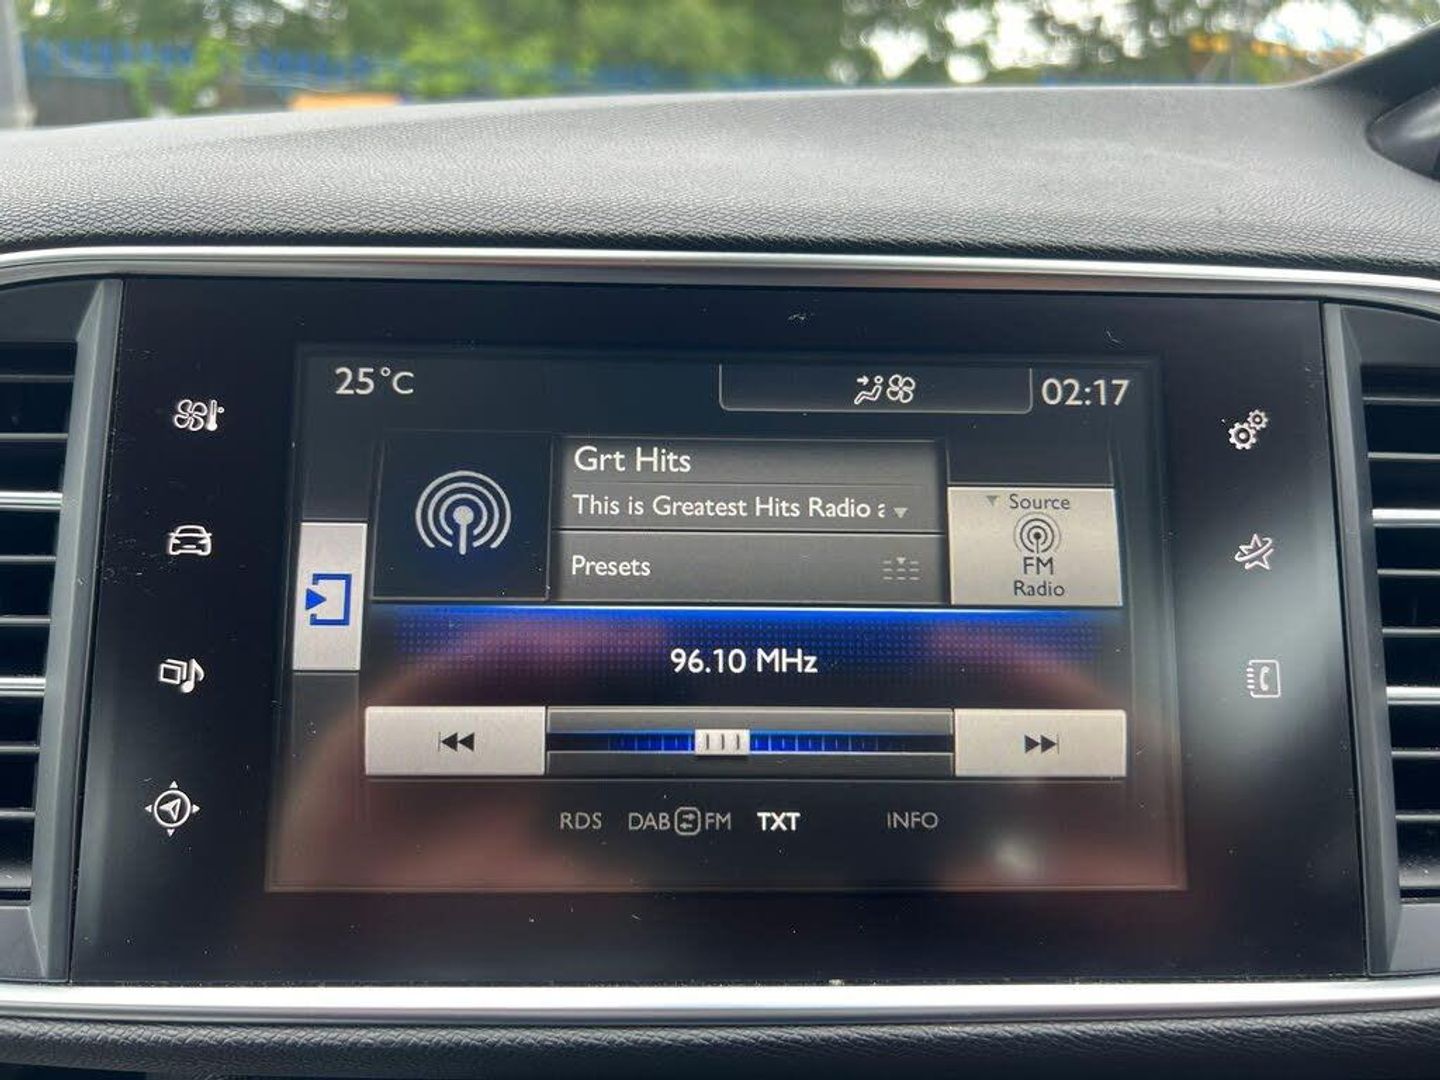 25°C
02:17
Grt Hits
This is Greatest Hits Radio
Presets
Source
FM
Radio
96.10 MHz
RDS DAB FM TXT INFO